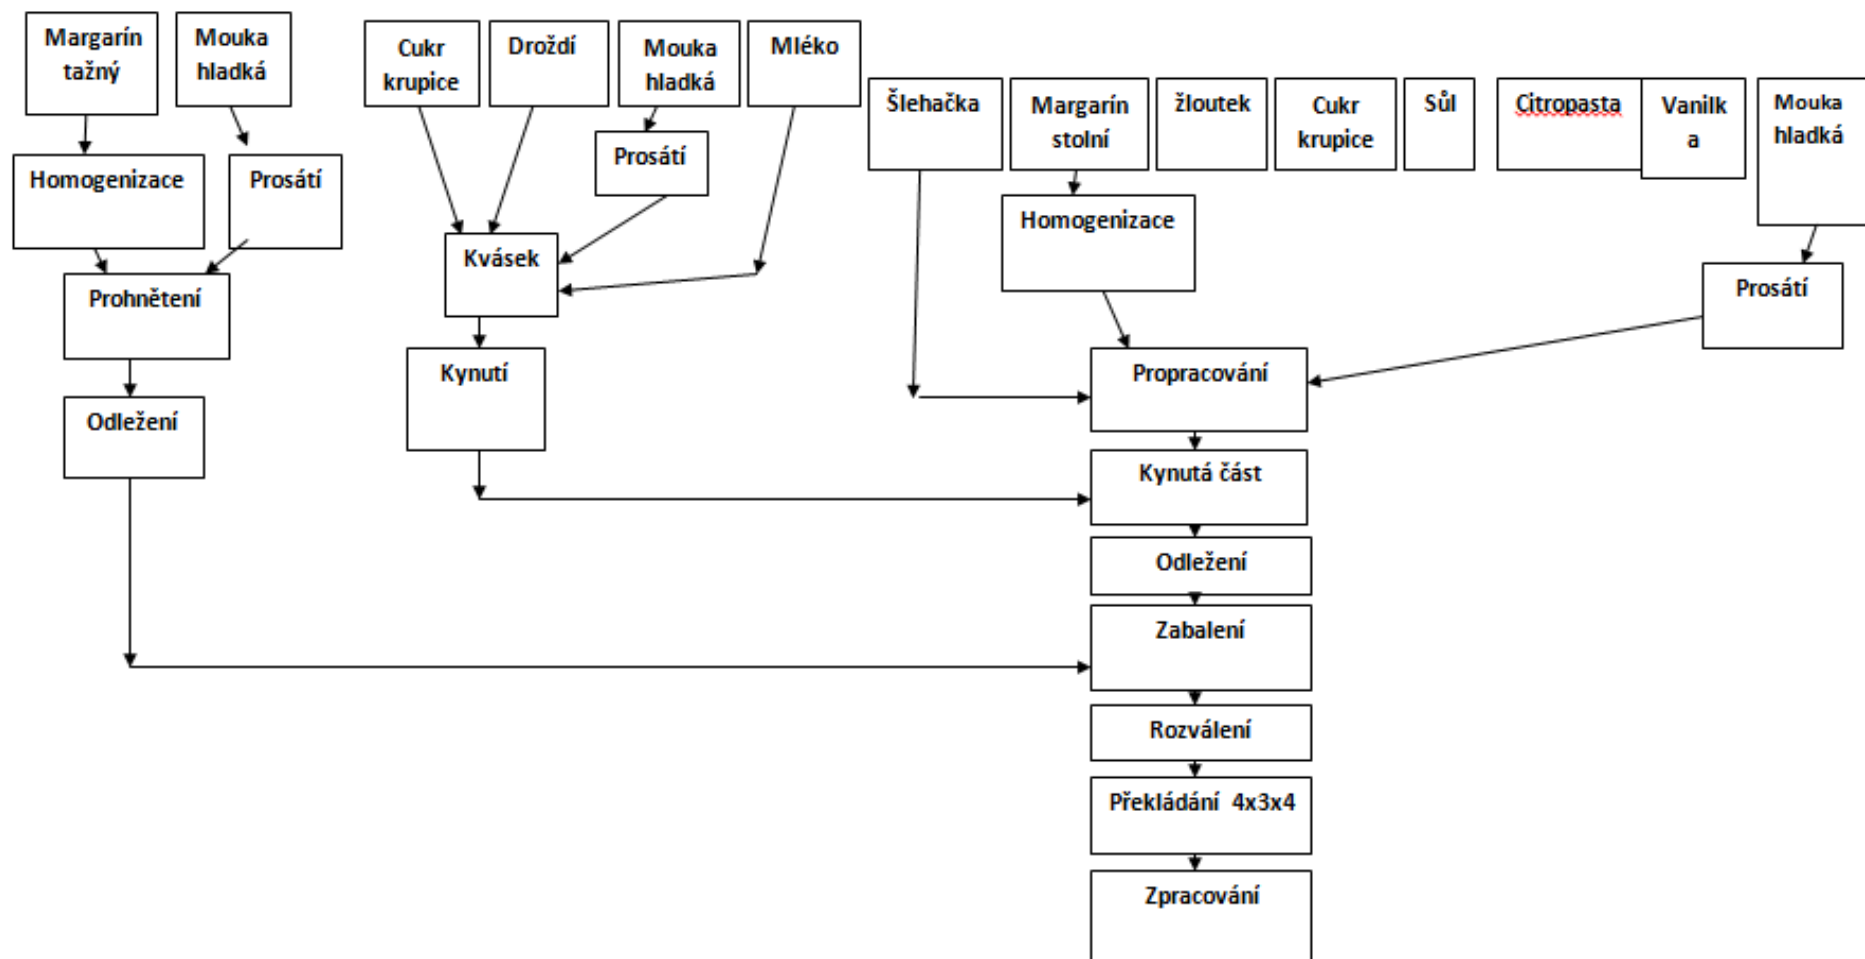 Margarín
tažný
Mouka
hladká
Cukr
krupice
Droždí
Mouka
hladká
Mléko
Šlehačka
Margarín
stolní
žloutek
Cukr
krupice
Sůl
Citropasta
Vanilk
a
Mouka
hladká
Homogenizace
Prosátí
Prosátí
Homogenizace
Kvásek
Prosátí
Prohnětení
Kynutí
Propracování
Odležení
Kynutá část
Odležení
Zabalení
Rozválení
Překládání 4x3x4
Zpracování